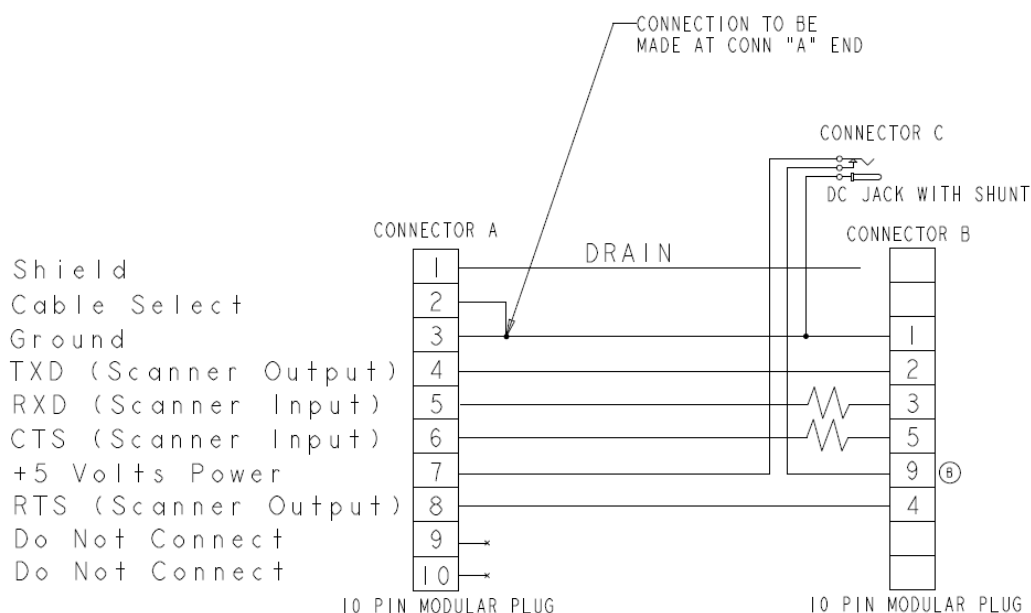 CONNECTION TO BE
MADE AT CONN "A" END
CONNECTOR C
DC JACK WITH SHUNT
CONNECTOR A
CONNECTOR B
DRAIN
Shield 1
Cable Select 2
Ground 3 1
TXD (Scanner Output) 4 2
RXD (Scanner Input) 5 3
CTS (Scanner Input) 6 5
+5 Volts Power 7 9 B
RTS (Scanner Output) 8 4
Do Not Connect 9
Do Not Connect 10
10 PIN MODULAR PLUG
10 PIN MODULAR PLUG